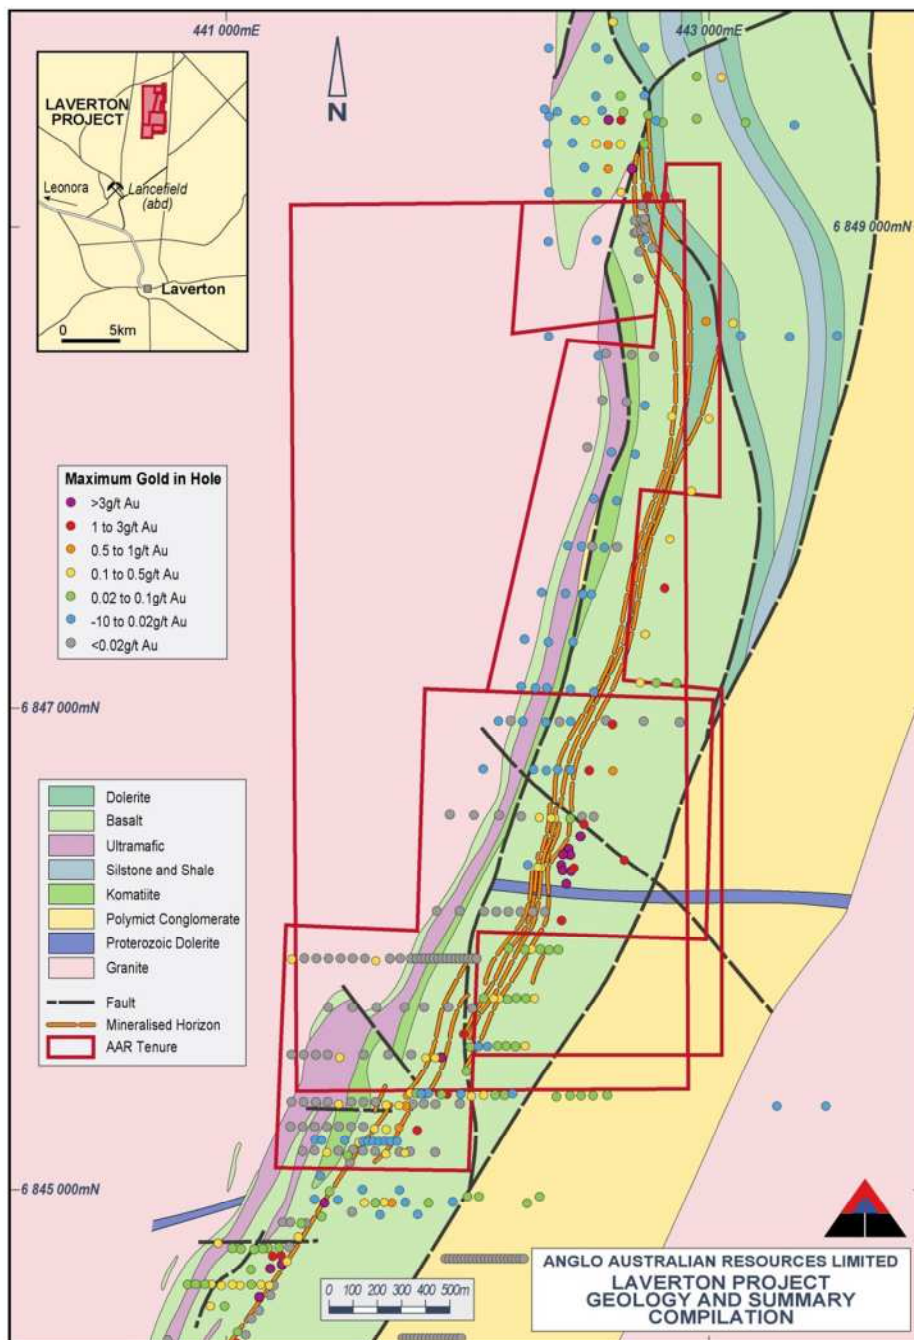 441 000mE
443 000mE
LAVERTON
PROJECT
Leonora
Lancefield
(abd)
Laverton
0 5km
N
6 849 000mN
Maximum Gold in Hole
>3g/t Au
1 to 3g/t Au
0.5 to 1g/t Au
0.1 to 0.5g/t Au
0.02 to 0.1g/t Au
-10 to 0.02g/t Au
<0.02g/t Au
6 847 000mN
Dolerite
Basalt
Ultramafic
Silstone and Shale
Komatiite
Polymict Conglomerate
Proterozoic Dolerite
Granite
Fault
Mineralised Horizon
AAR Tenure
6 845 000mN
0 100 200 300 400 500m
ANGLO AUSTRALIAN RESOURCES LIMITED
LAVERTON PROJECT
GEOLOGY AND SUMMARY
COMPILATION